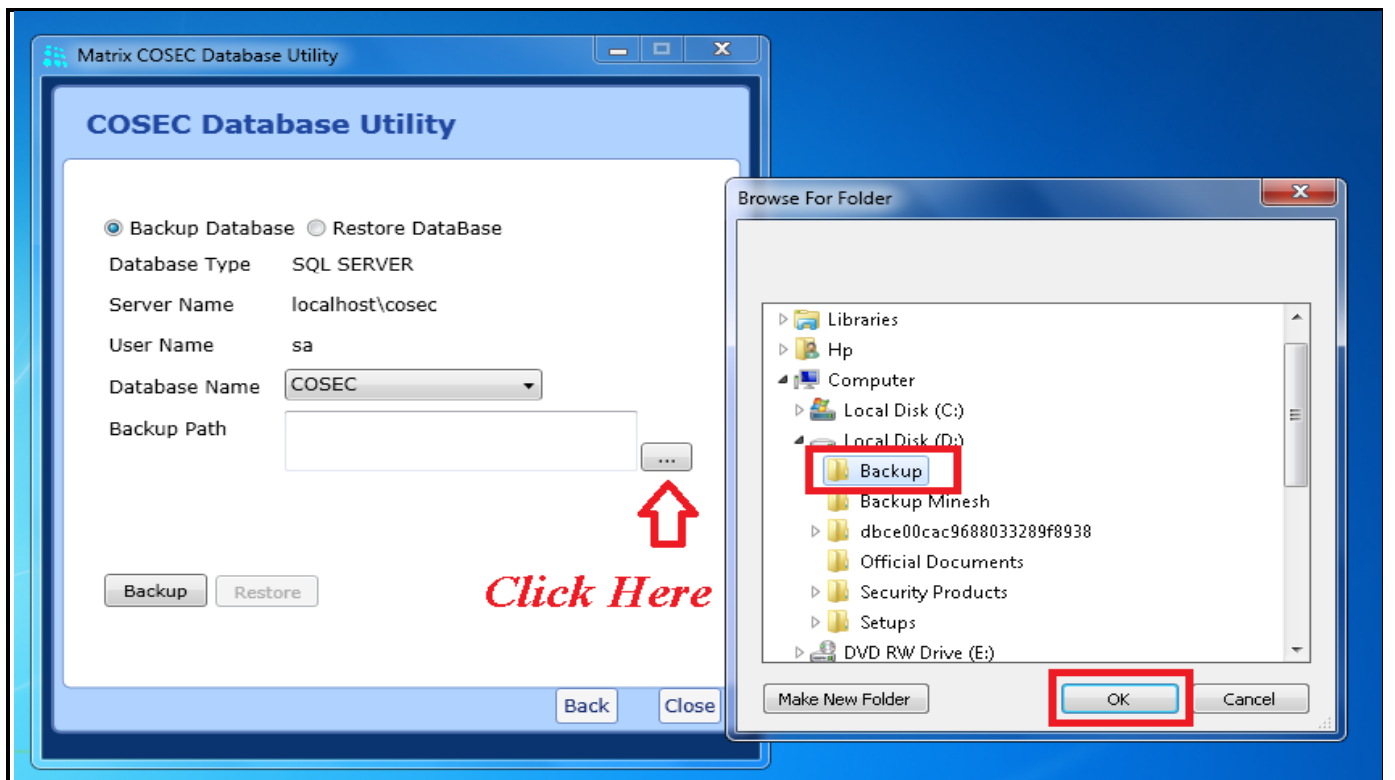 Matrix COSEC Database Utility
COSEC Database Utility
Backup Database Restore DataBase
Database Type SQL SERVER
Server Name localhost\cosec
User Name sa
Database Name COSEC
Backup Path
...
Click Here
Backup Restore
Back Close
Browse For Folder
Libraries
Hp
Computer
Local Disk (C:)
Local Disk (D:)
Backup
Backup Minesh
dbce00cac9688033289f8938
Official Documents
Security Products
Setups
DVD RW Drive (E:)
Make New Folder OK Cancel